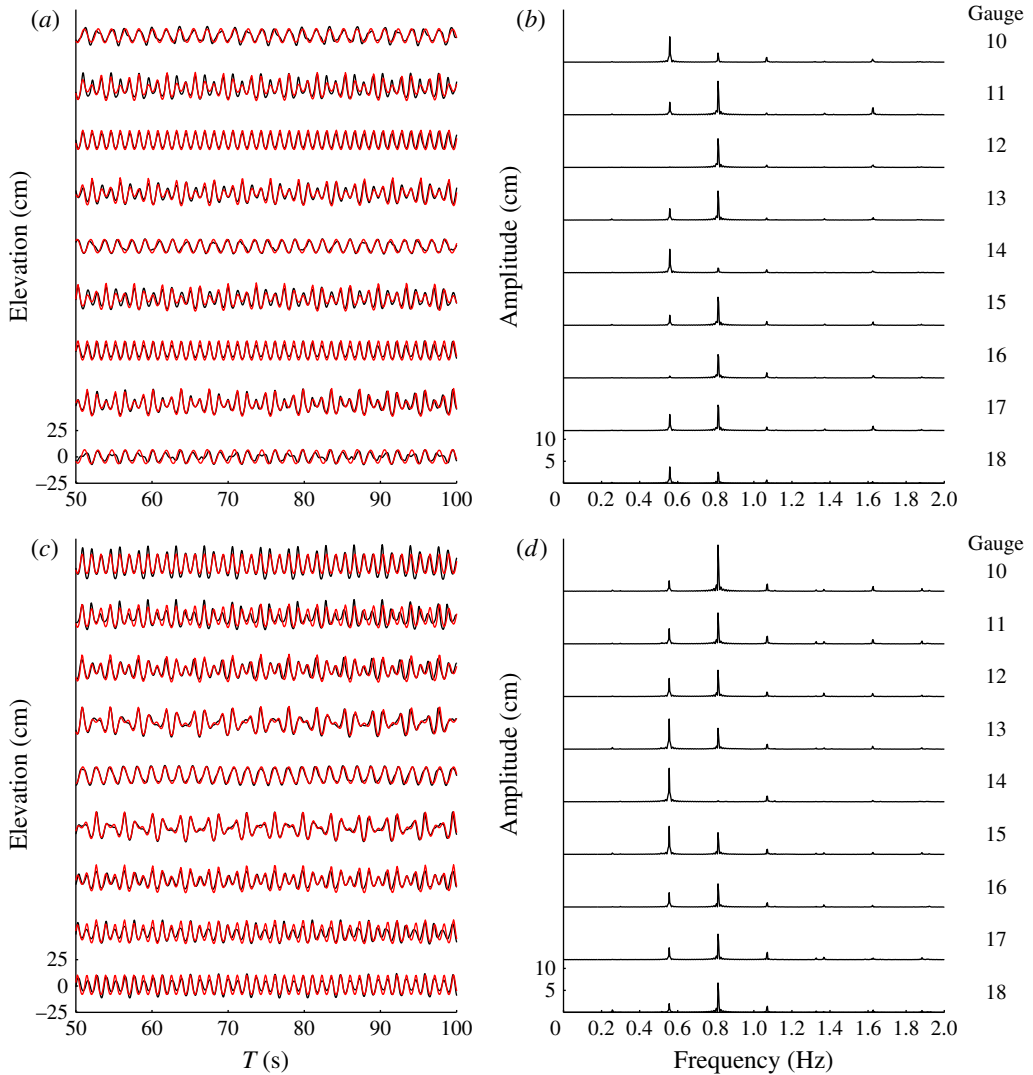 (a)
(b)
Gauge
10
11
12
13
14
15
16
17
18
Elevation (cm)
25
0
−25
50 60 70 80 90 100
Amplitude (cm)
10
5
0 0.2 0.4 0.6 0.8 1.0 1.2 1.4 1.6 1.8 2.0
(c)
(d)
Gauge
10
11
12
13
14
15
16
17
18
Elevation (cm)
25
0
−25
50 60 70 80 90 100
T (s)
Amplitude (cm)
10
5
0 0.2 0.4 0.6 0.8 1.0 1.2 1.4 1.6 1.8 2.0
Frequency (Hz)